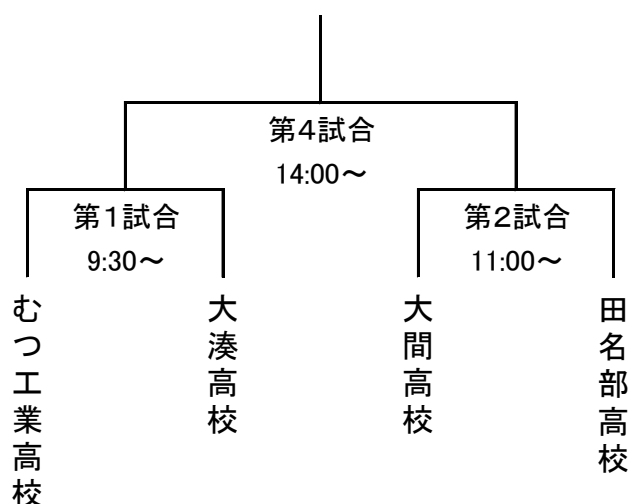 第4試合
14:00～
第1試合
9:30～
第2試合
11:00～
むつ工業高校
大湊高校
大間高校
田名部高校